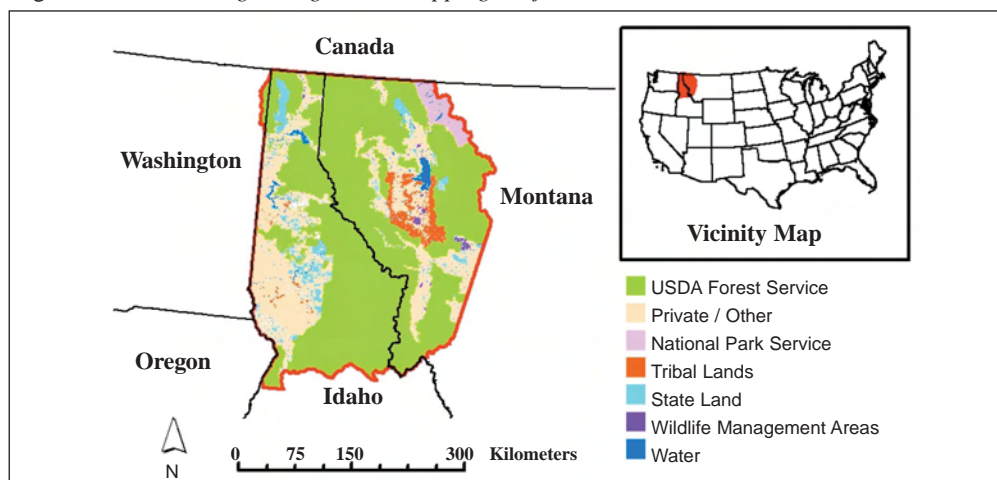 Canada
Washington
Montana
Vicinity Map
USDA Forest Service
Private / Other
National Park Service
Tribal Lands
State Land
Wildlife Management Areas
Water
Oregon
Idaho
N
0 75 150 300 Kilometers